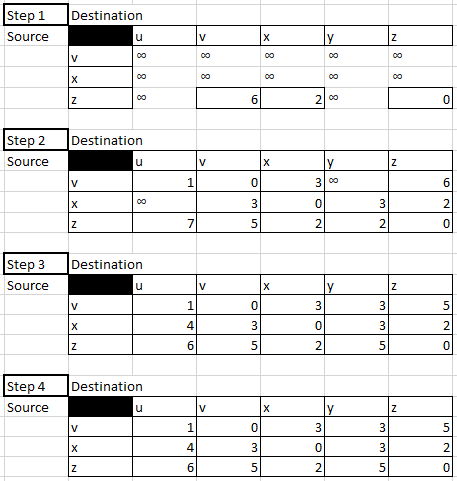 Step 1 Destination
Source u v x y z
v ∞ ∞ ∞ ∞ ∞
x ∞ ∞ ∞ ∞ ∞
z ∞ 6 2 ∞ 0
Step 2 Destination
Source u v x y z
v 1 0 3 ∞ 6
x ∞ 3 0 3 2
z 7 5 2 2 0
Step 3 Destination
Source u v x y z
v 1 0 3 3 5
x 4 3 0 3 2
z 6 5 2 5 0
Step 4 Destination
Source u v x y z
v 1 0 3 3 5
x 4 3 0 3 2
z 6 5 2 5 0